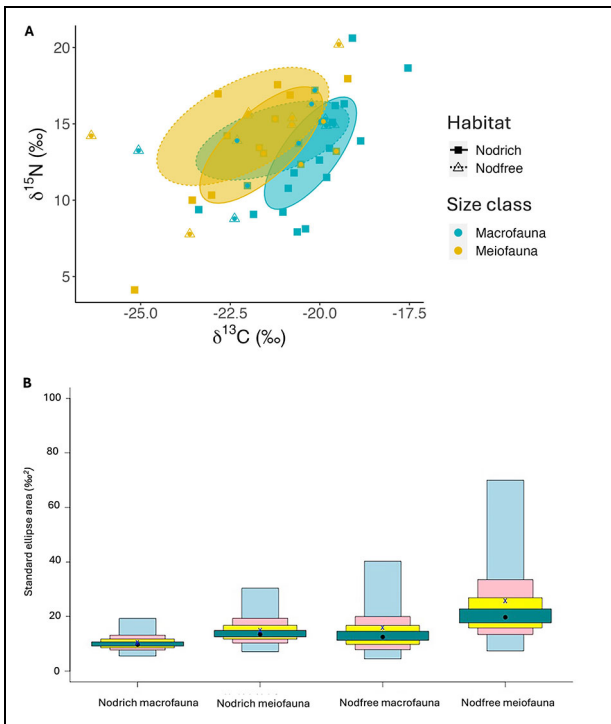 A
20
15
10
5
δ15N (‰)
-25.0 -22.5 -20.0 -17.5
δ13C (‰)
Habitat
Nodrich
Nodfree
Size class
Macrofauna
Meiofauna
B
100
80
60
40
20
0
Standard ellipse area (‰²)
Nodrich macrofauna Nodrich meiofauna Nodfree macrofauna Nodfree meiofauna